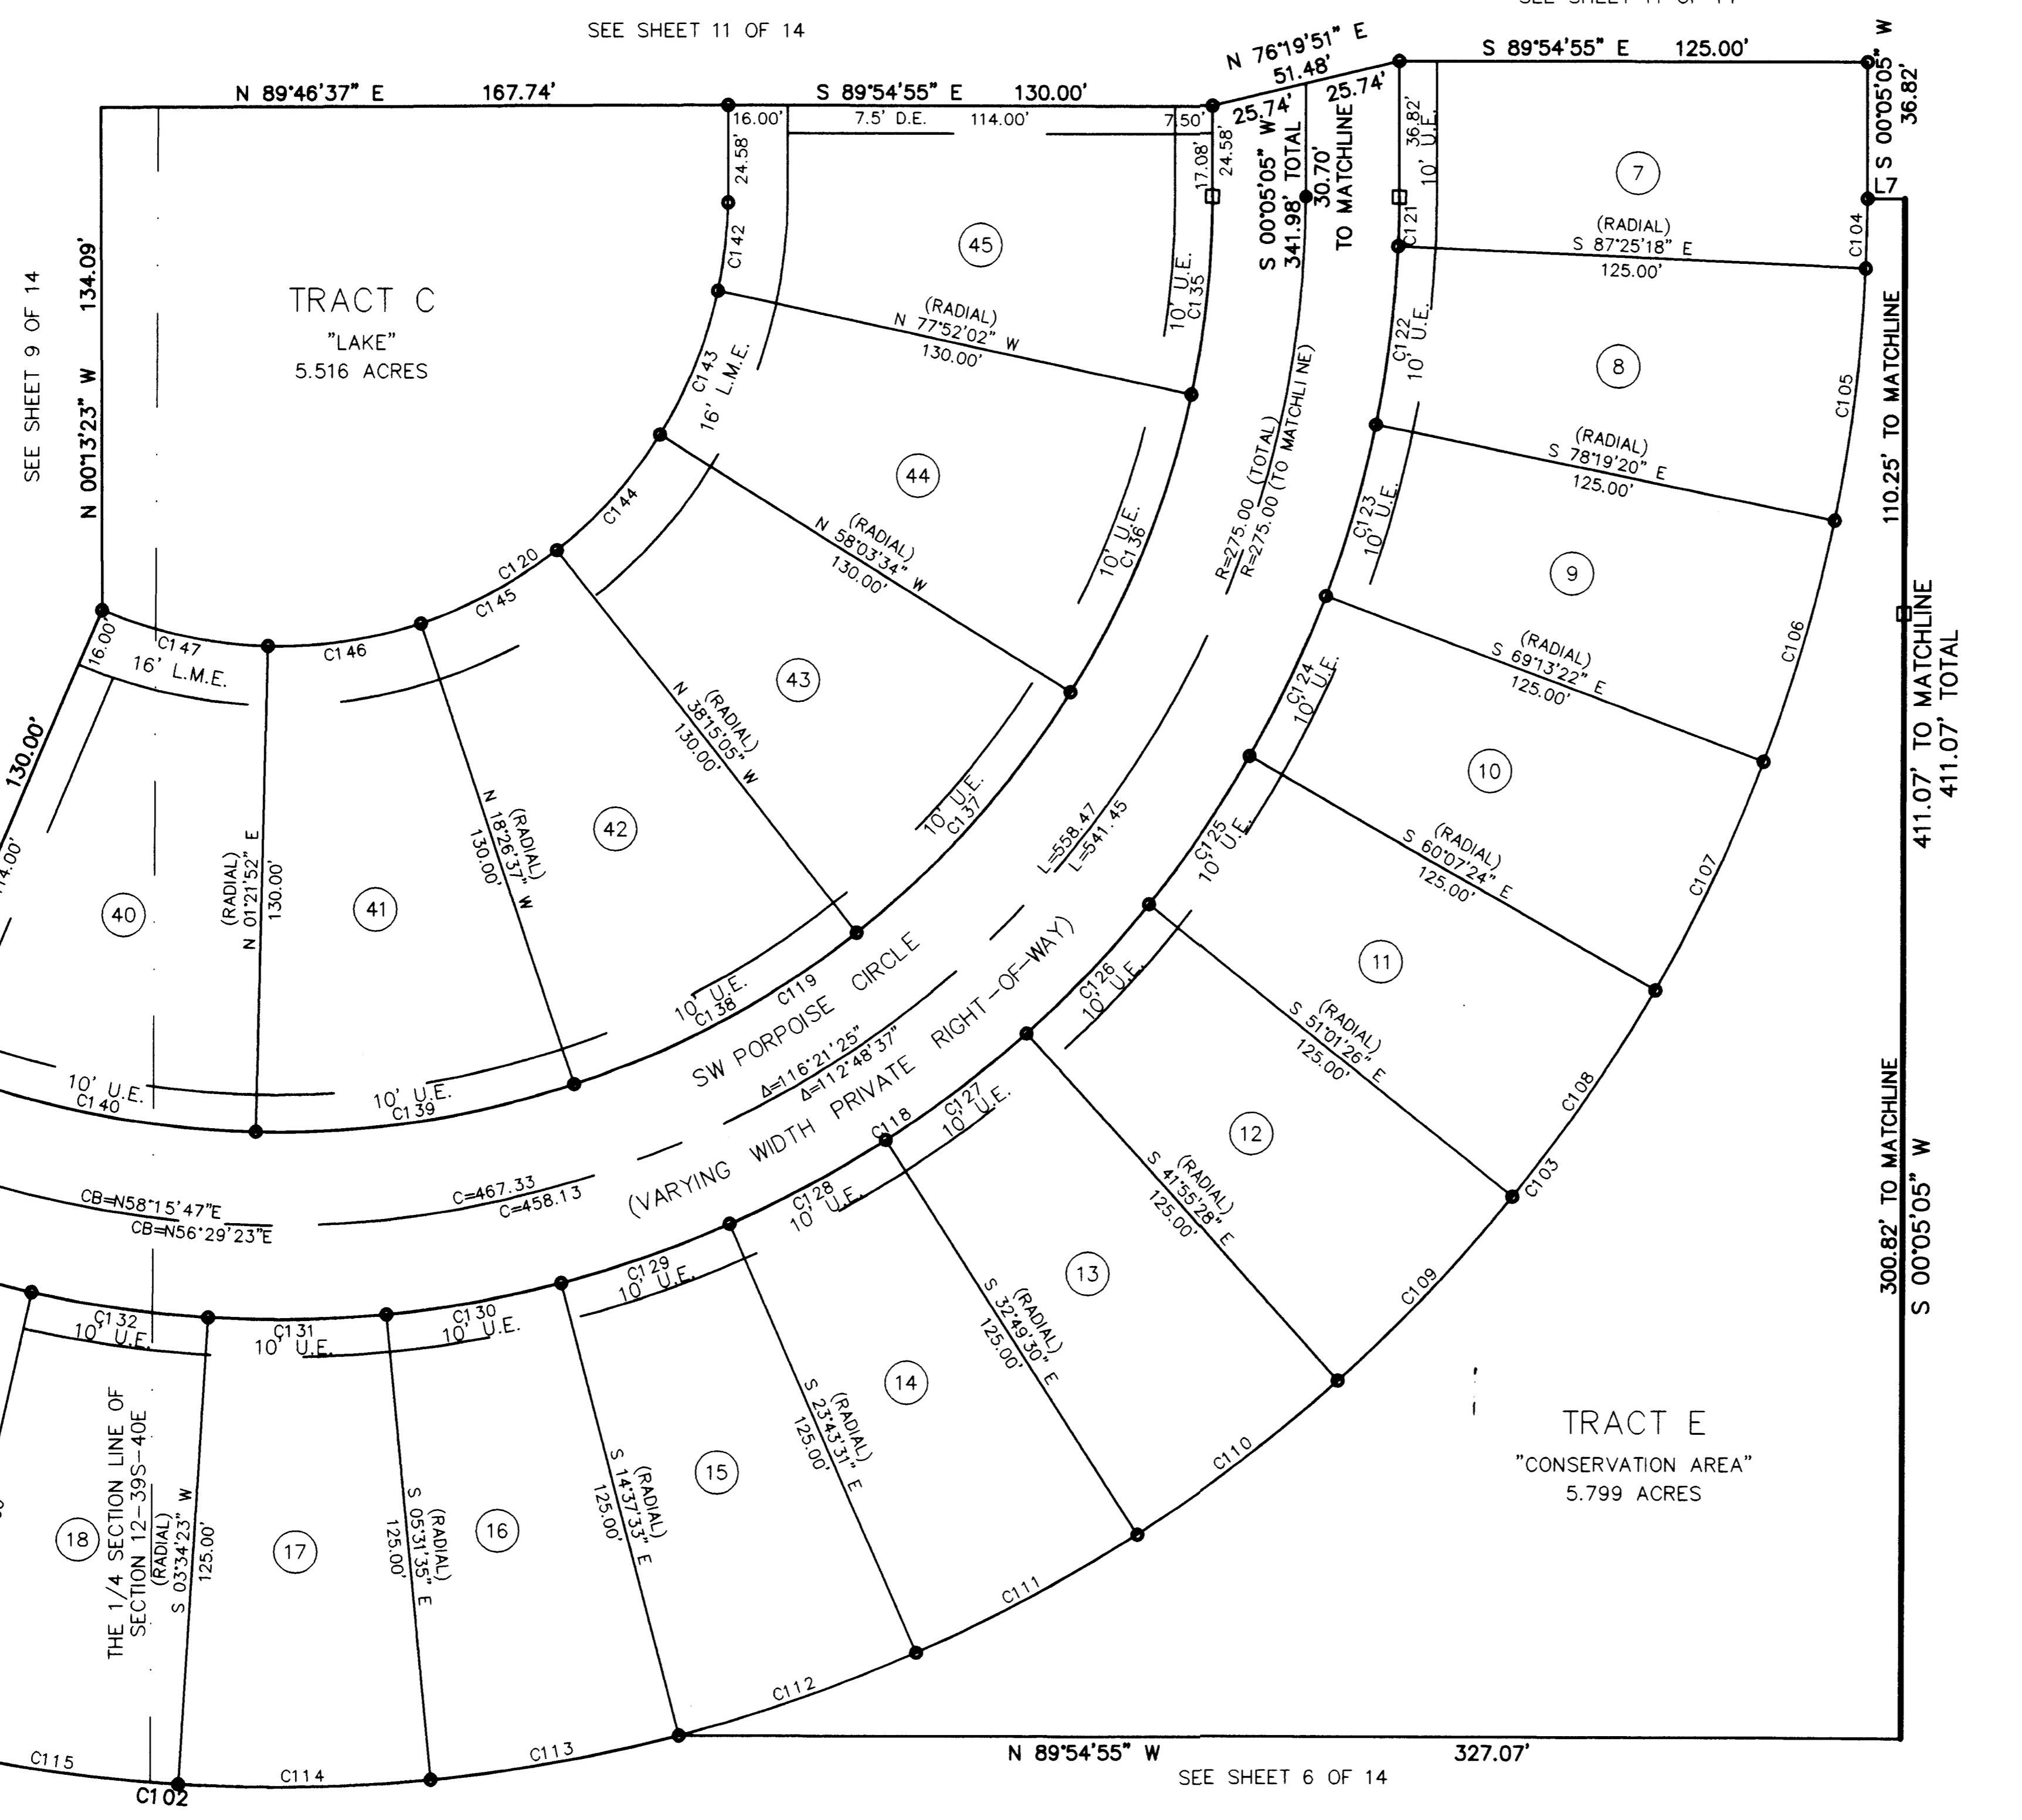 SEE SHEET 11 OF 14
N 89°46'37" E 167.74'
S 89°54'55" E 130.00'
N 76°19'51" E
51.48'
25.74'
25.74'
S 89°54'55" E 125.00'
S 00°05'05" W
36.82'
L7
SEE SHEET 9 OF 14
N 00°13'23" W 134.09'
TRACT C
"LAKE"
5.516 ACRES
16.00'
7.5' D.E. 114.00'
7.50'
24.58'
C142
17.08'
24.58'
10' U.E.
C135
45
S 00°05'05" W
341.98' TOTAL
30.70'
TO MATCHLINE
36.82'
10' U.E.
C121
7
(RADIAL)
S 87°25'18" E
125.00'
C104
(RADIAL)
N 77°52'02" W
130.00'
C143
16' L.M.E.
44
10' U.E.
C136
R=275.00 (TOTAL)
R=275.00 (TO MATCHLINE)
C122
10' U.E.
8
C105
110.25' TO MATCHLINE
(RADIAL)
S 78°19'20" E
125.00'
C144
(RADIAL)
N 58°03'34" W
130.00'
C123
10' U.E.
9
C106
(RADIAL)
S 69°13'22" E
125.00'
411.07' TO MATCHLINE
411.07' TOTAL
C120
C145
C146
C147
16.00'
16' L.M.E.
43
(RADIAL)
N 38°15'05" W
130.00'
10' U.E.
C137
C124
10' U.E.
10
C107
(RADIAL)
S 60°07'24" E
125.00'
130.00'
40
(RADIAL)
N 01°21'52" E
130.00'
41
(RADIAL)
N 18°26'37" W
130.00'
42
L=558.47
L=541.45
C125
10' U.E.
11
(RADIAL)
S 51°01'26" E
125.00'
C108
C103
10' U.E.
C140
10' U.E.
C139
10' U.E.
C138
C119
SW PORPOISE CIRCLE
Δ=116°21'25"
Δ=112°48'37"
(VARYING WIDTH PRIVATE RIGHT-OF-WAY)
C126
10' U.E.
12
(RADIAL)
S 41°55'28" E
125.00'
C109
300.82' TO MATCHLINE
S 00°05'05" W
CB=N58°15'47"E
CB=N56°29'23"E
C=467.33
C=458.13
C118
C127
10' U.E.
C128
10' U.E.
13
(RADIAL)
S 32°49'30" E
125.00'
C110
C132
10' U.E.
C131
10' U.E.
C130
10' U.E.
C129
10' U.E.
14
(RADIAL)
S 23°43'31" E
125.00'
C111
TRACT E
"CONSERVATION AREA"
5.799 ACRES
18
THE 1/4 SECTION LINE OF
SECTION 12-39S-40E
(RADIAL)
S 03°34'23" W
125.00'
17
(RADIAL)
S 05°31'35" E
125.00'
16
(RADIAL)
S 14°37'33" E
125.00'
15
C112
C113
C114
C115
C102
N 89°54'55" W 327.07'
SEE SHEET 6 OF 14